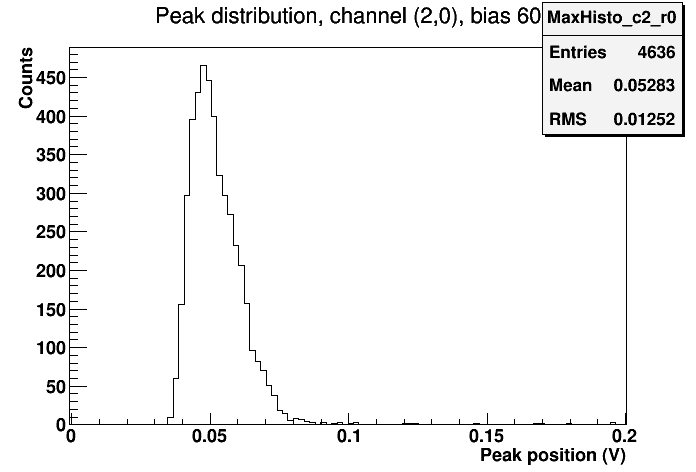 Peak distribution, channel (2,0), bias 60
MaxHisto_c2_r0
Entries 4636
Mean 0.05283
RMS 0.01252
Counts
450
400
350
300
250
200
150
100
50
0
0 0.05 0.1 0.15 0.2
Peak position (V)